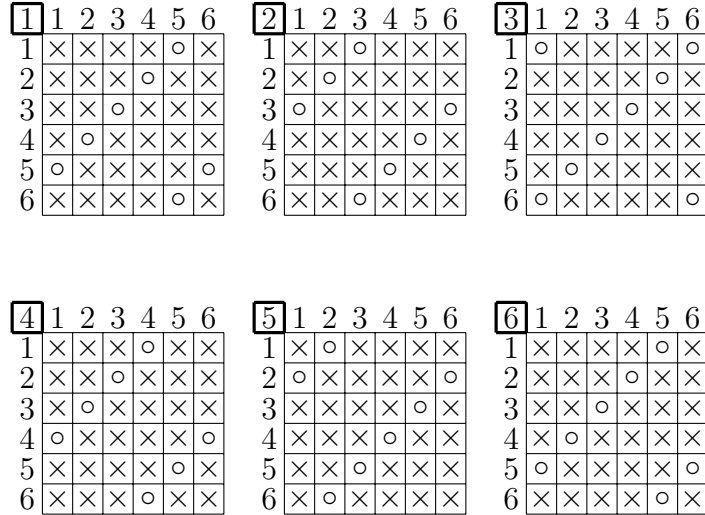 1 1 2 3 4 5 6 2 1 2 3 4 5 6 3 1 2 3 4 5 6
1 × × × × ○ × 1 × × ○ × × × 1 ○ × × × × ○
2 × × × ○ × × 2 × ○ × × × × 2 × × × × ○ ×
3 × × ○ × × × 3 ○ × × × × ○ 3 × × × ○ × ×
4 × ○ × × × × 4 × × × × ○ × 4 × × ○ × × ×
5 ○ × × × × ○ 5 × × × ○ × × 5 × ○ × × × ×
6 × × × × ○ × 6 × × ○ × × × 6 ○ × × × × ○
4 1 2 3 4 5 6 5 1 2 3 4 5 6 6 1 2 3 4 5 6
1 × × × ○ × × 1 × ○ × × × × 1 × × × × ○ ×
2 × × ○ × × × 2 ○ × × × × ○ 2 × × × ○ × ×
3 × ○ × × × × 3 × × × × ○ × 3 × × ○ × × ×
4 ○ × × × × ○ 4 × × × ○ × × 4 × ○ × × × ×
5 × × × × ○ × 5 × × ○ × × × 5 ○ × × × × ○
6 × × × ○ × × 6 × ○ × × × × 6 × × × × ○ ×